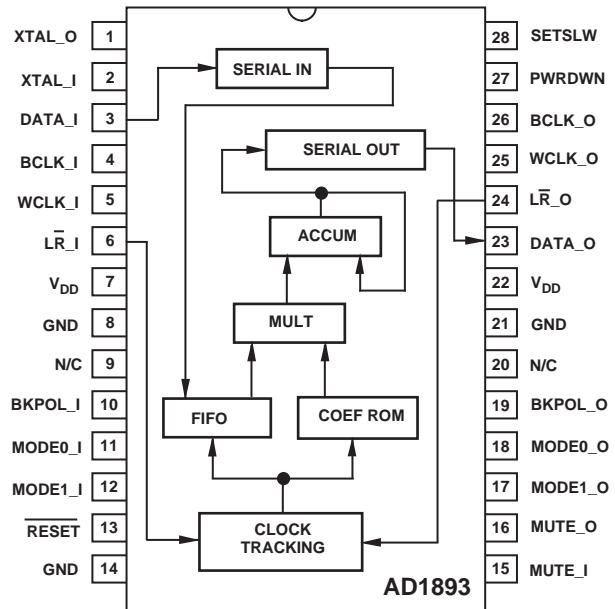 XTAL_O 1
XTAL_I 2
DATA_I 3
BCLK_I 4
WCLK_I 5
LR̅_I 6
VDD 7
GND 8
N/C 9
BKPOL_I 10
MODE0_I 11
MODE1_I 12
R̅E̅S̅E̅T̅ 13
GND 14
SERIAL IN
SERIAL OUT
ACCUM
MULT
FIFO
COEF ROM
CLOCK
TRACKING
AD1893
28 SETSLW
27 PWRDWN
26 BCLK_O
25 WCLK_O
24 LR̅_O
23 DATA_O
22 VDD
21 GND
20 N/C
19 BKPOL_O
18 MODE0_O
17 MODE1_O
16 MUTE_O
15 MUTE_I